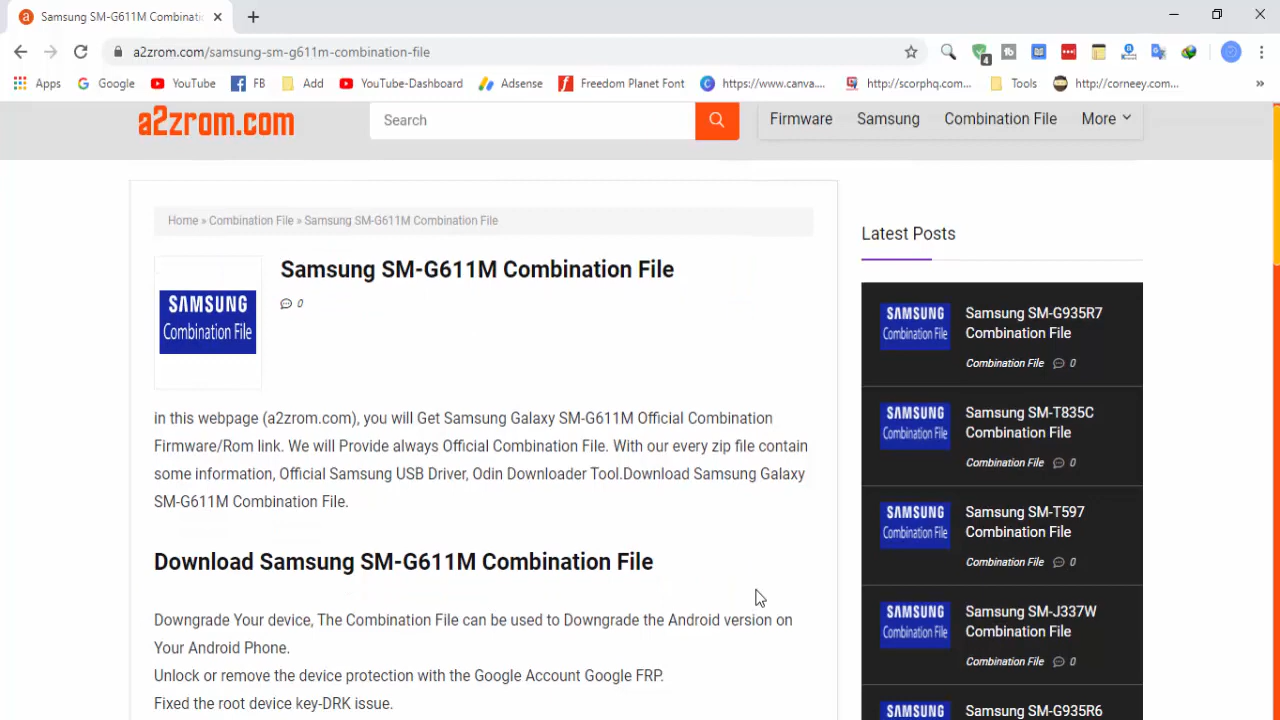 Samsung SM-G611M Combinati
a2zrom.com/samsung-sm-g611m-combination-file
4
Apps Google YouTube FB Add YouTube-Dashboard Adsense Freedom Planet Font https://www.canva.... http://scorphq.com... Tools http://corneey.com... »
a2zrom.com
Search
Firmware Samsung Combination File More
Home » Combination File » Samsung SM-G611M Combination File
SAMSUNG
Combination File
Samsung SM-G611M Combination File
0
in this webpage (a2zrom.com), you will Get Samsung Galaxy SM-G611M Official Combination
Firmware/Rom link. We will Provide always Official Combination File. With our every zip file contain
some information, Official Samsung USB Driver, Odin Downloader Tool.Download Samsung Galaxy
SM-G611M Combination File.
Download Samsung SM-G611M Combination File
Downgrade Your device, The Combination File can be used to Downgrade the Android version on
Your Android Phone.
Unlock or remove the device protection with the Google Account Google FRP.
Fixed the root device key-DRK issue.
Latest Posts
SAMSUNG
Combination File
Samsung SM-G935R7
Combination File
Combination File 0
SAMSUNG
Combination File
Samsung SM-T835C
Combination File
Combination File 0
SAMSUNG
Combination File
Samsung SM-T597
Combination File
Combination File 0
SAMSUNG
Combination File
Samsung SM-J337W
Combination File
Combination File 0
SAMSUNG
Samsung SM-G935R6